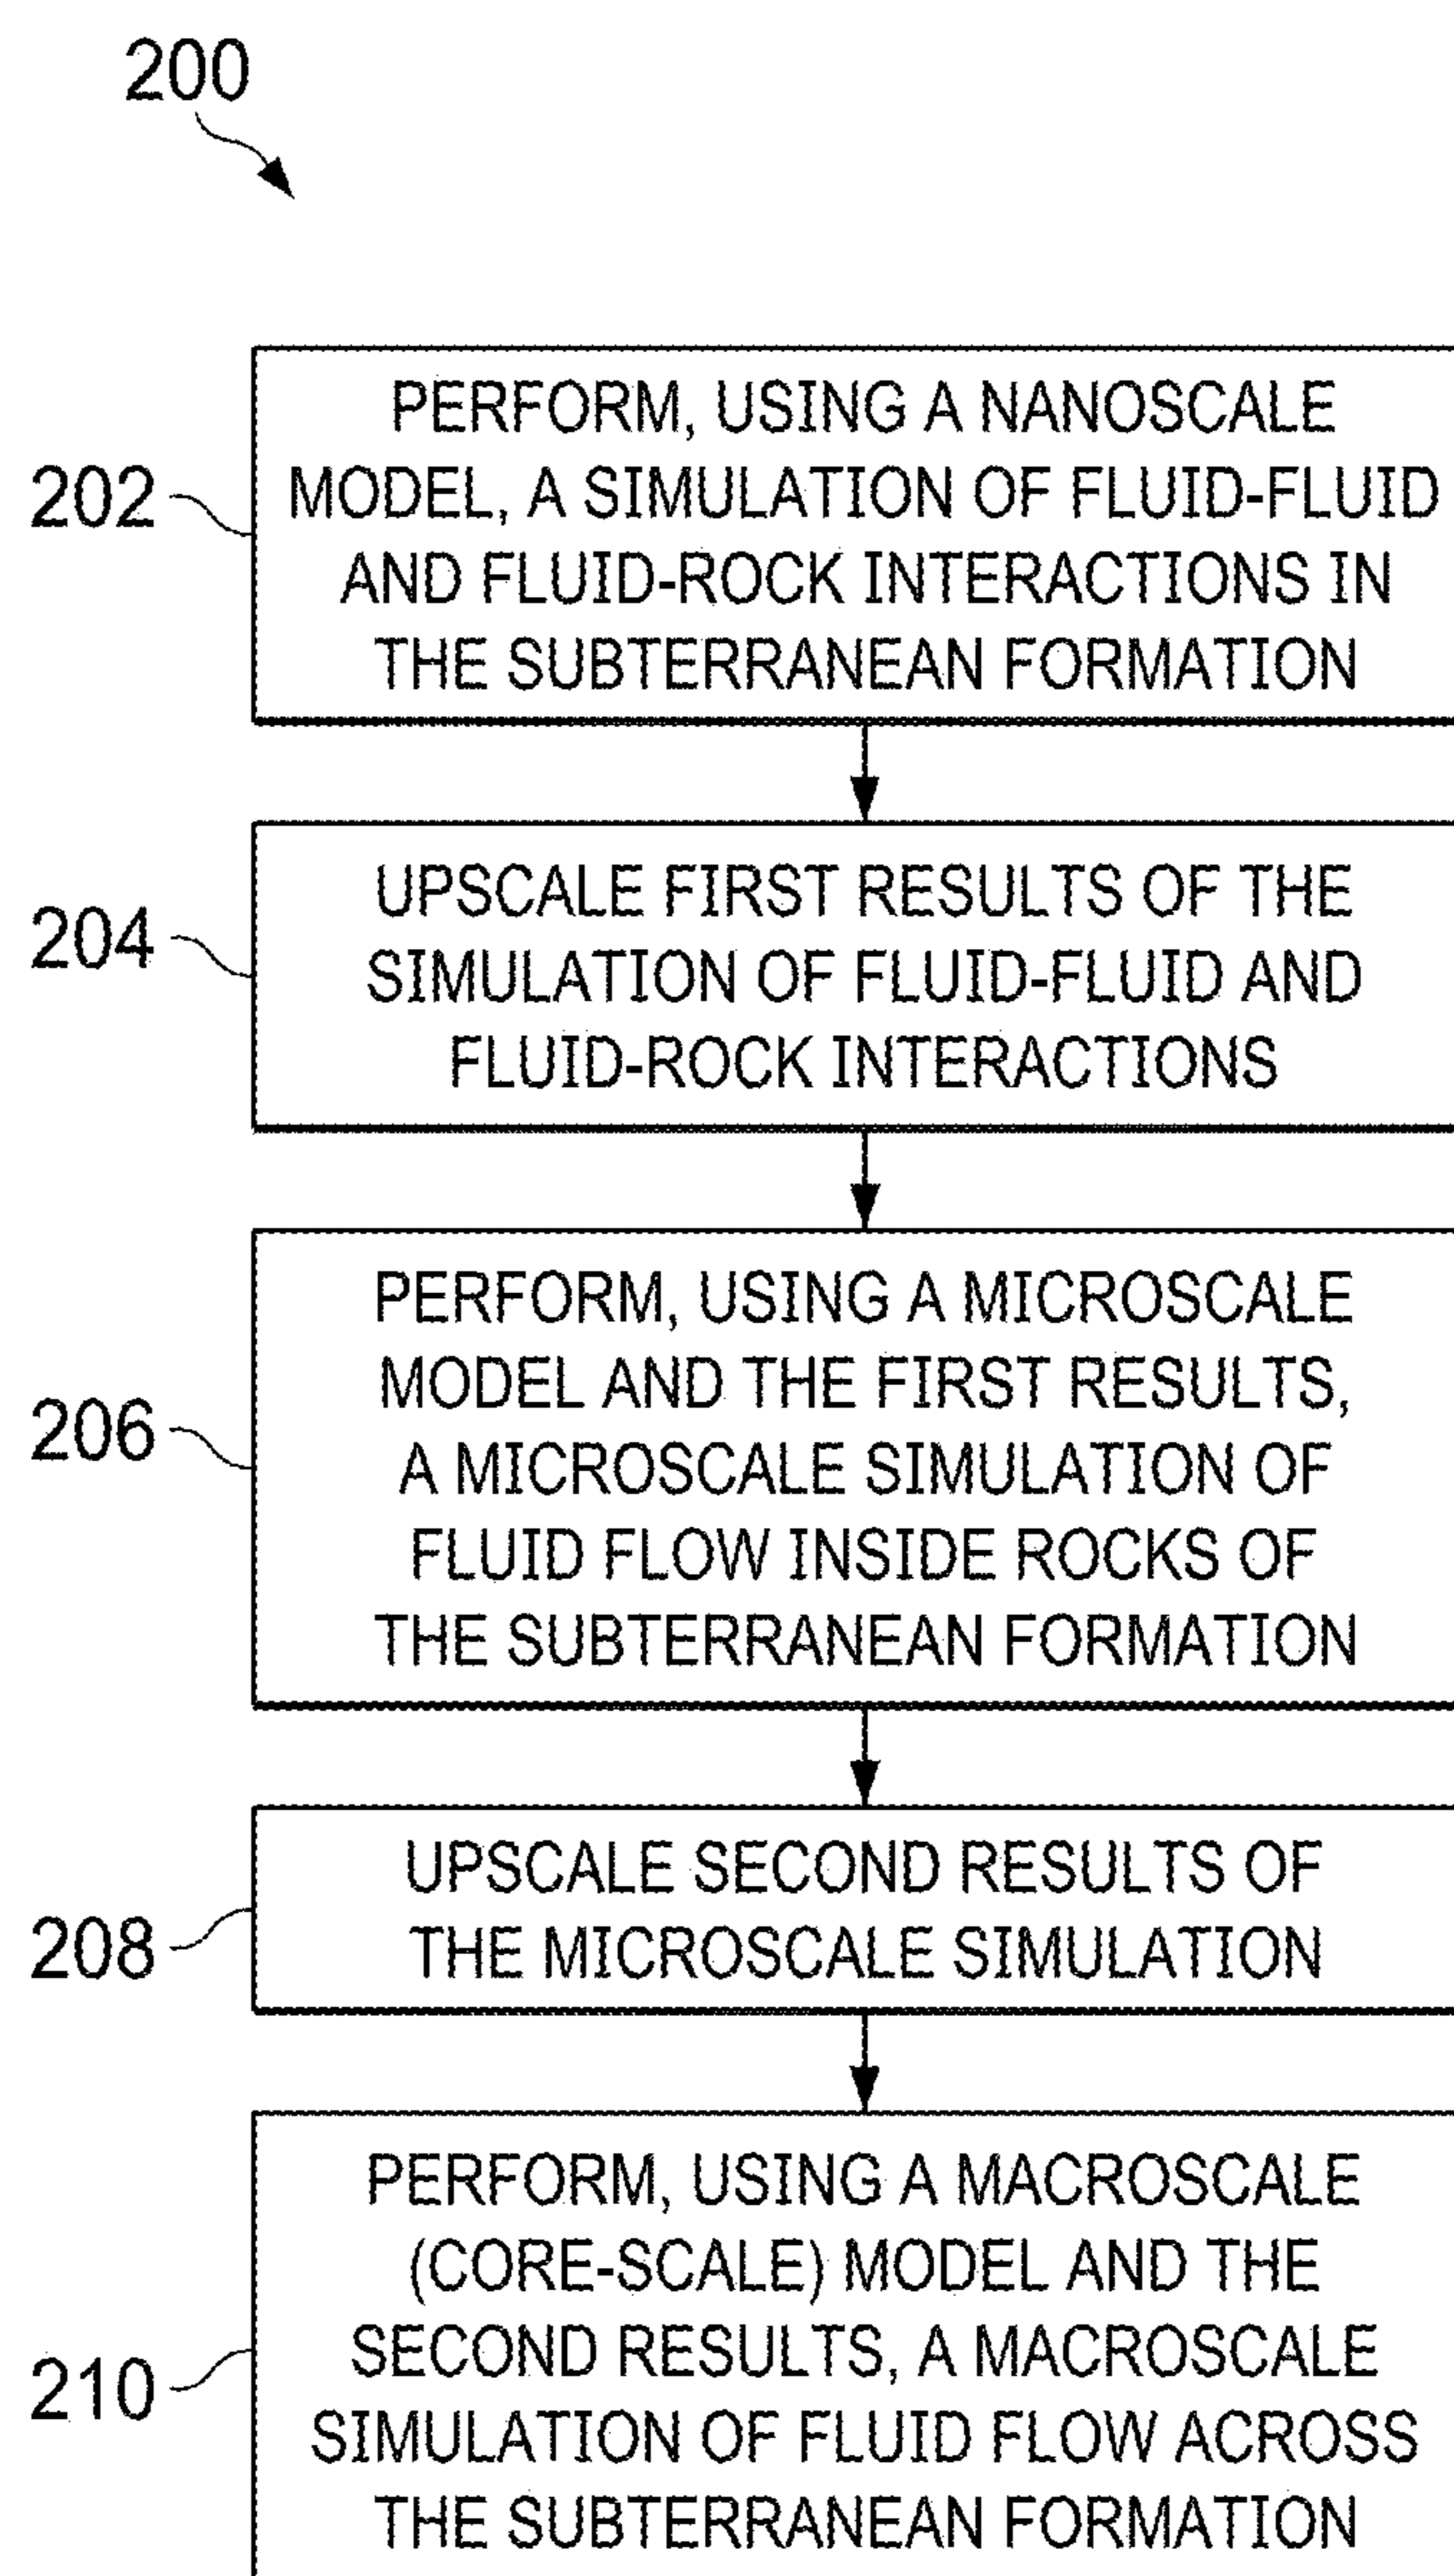 200
202
PERFORM, USING A NANOSCALE
MODEL, A SIMULATION OF FLUID-FLUID
AND FLUID-ROCK INTERACTIONS IN
THE SUBTERRANEAN FORMATION
204
UPSCALE FIRST RESULTS OF THE
SIMULATION OF FLUID-FLUID AND
FLUID-ROCK INTERACTIONS
206
PERFORM, USING A MICROSCALE
MODEL AND THE FIRST RESULTS,
A MICROSCALE SIMULATION OF
FLUID FLOW INSIDE ROCKS OF
THE SUBTERRANEAN FORMATION
208
UPSCALE SECOND RESULTS OF
THE MICROSCALE SIMULATION
210
PERFORM, USING A MACROSCALE
(CORE-SCALE) MODEL AND THE
SECOND RESULTS, A MACROSCALE
SIMULATION OF FLUID FLOW ACROSS
THE SUBTERRANEAN FORMATION